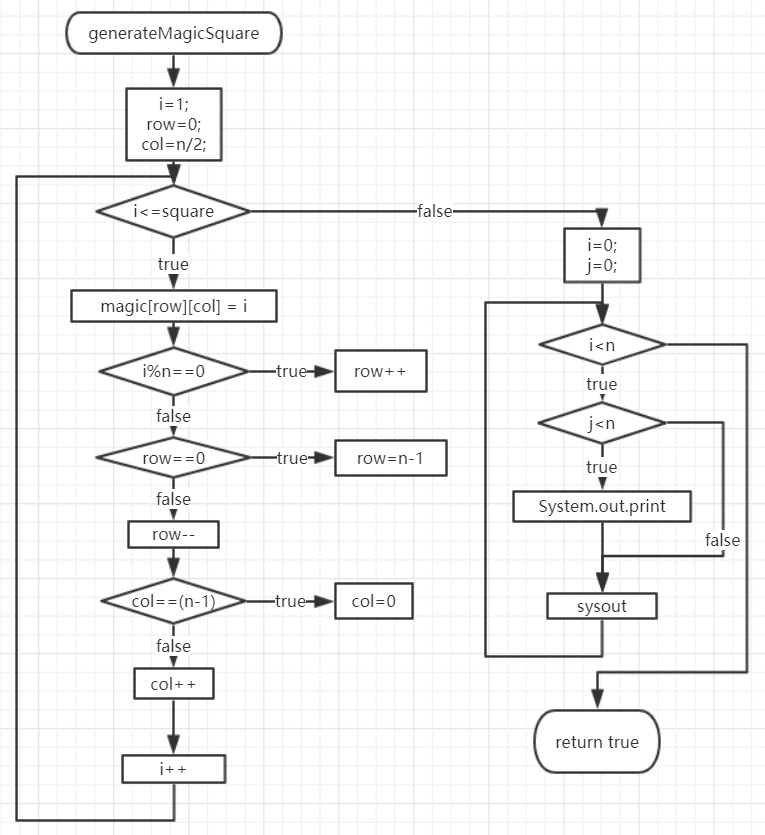 generateMagicSquare
i=1;
row=0;
col=n/2;
i<=square
false
true
magic[row][col] = i
i%n==0
true
row++
false
row==0
true
row=n-1
false
row--
col==(n-1)
true
col=0
false
col++
i++
i=0;
j=0;
i<n
true
j<n
true
System.out.print
false
sysout
return true